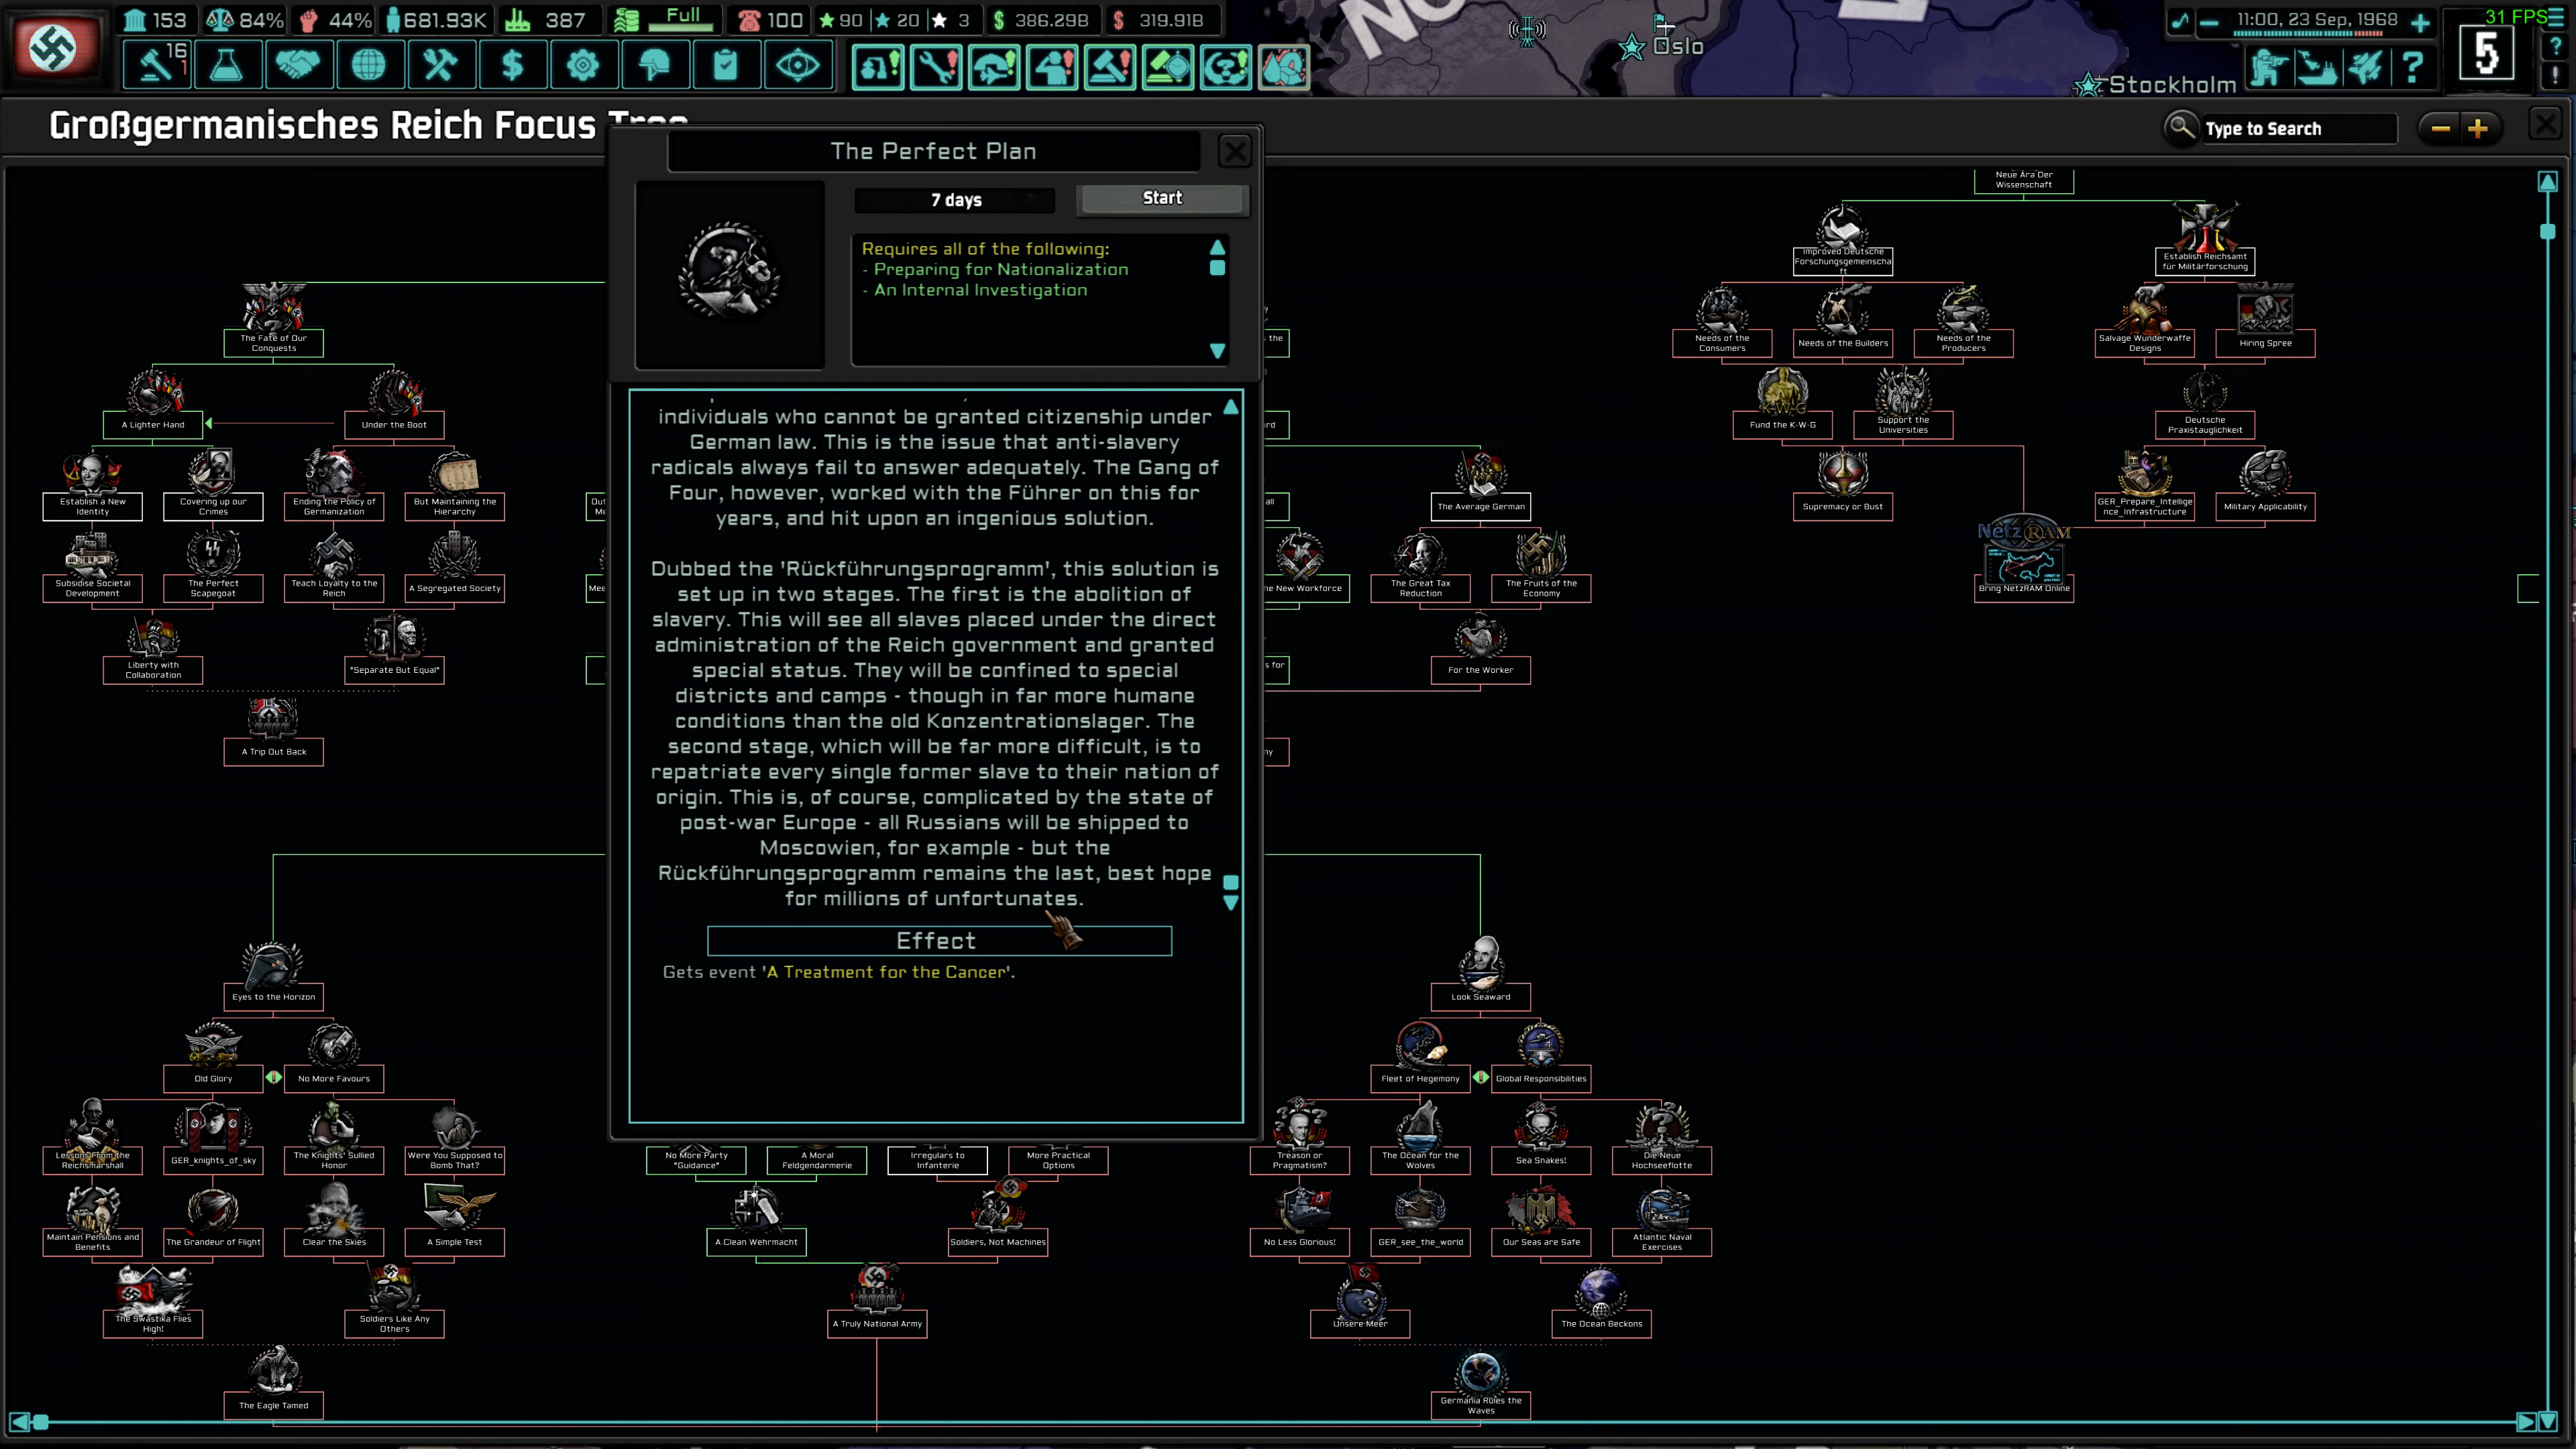 153
84%
44%
681.93K
387
Full
100
90
20
3
$ 386.29B
$ 319.91B
NO
Oslo
Stockholm
11:00, 23 Sep, 1968
31 FPS
5
16
1
Großgermanisches Reich Focus
Type to Search
The Perfect Plan
7 days
Start
Requires all of the following:
- Preparing for Nationalization
- An Internal Investigation
individuals who cannot be granted citizenship under
German law. This is the issue that anti-slavery
radicals always fail to answer adequately. The Gang of
Four, however, worked with the Führer on this for
years, and hit upon an ingenious solution.
Dubbed the 'Rückführungsprogramm', this solution is
set up in two stages. The first is the abolition of
slavery. This will see all slaves placed under the direct
administration of the Reich government and granted
special status. They will be confined to special
districts and camps - though in far more humane
conditions than the old Konzentrationslager. The
second stage, which will be far more difficult, is to
repatriate every single former slave to their nation of
origin. This is, of course, complicated by the state of
post-war Europe - all Russians will be shipped to
Moscowien, for example - but the
Rückführungsprogramm remains the last, best hope
for millions of unfortunates.
Effect
Gets event 'A Treatment for the Cancer'.
The Fate of Our
Conquests
A Lighter Hand
Under the Boot
Establish a New
Identity
Covering up our
Crimes
Ending the Policy of
Germanization
But Maintaining the
Hierarchy
Subsidise Societal
Development
The Perfect
Scapegoat
Teach Loyalty to the
Reich
A Segregated Society
Liberty with
Collaboration
"Separate But Equal"
A Trip Out Back
The Average German
The New Workforce
The Great Tax
Reduction
The Fruits of the
Economy
For the Worker
Neue Ära Der
Wissenschaft
Improved Deutsche
Forschungsgemeinscha
ft
Establish Reichsamt
für Militärforschung
Needs of the
Consumers
Needs of the Builders
Needs of the
Producers
Salvage Wunderwaffe
Designs
Hiring Spree
K-W-G
Fund the K-W-G
Support the
Universities
Deutsche
Praxistauglichkeit
Supremacy or Bust
NetzRAM
Bring NetzRAM Online
GER_Prepare_Intellige
nce_Infrastructure
Military Applicability
Eyes to the Horizon
Old Glory
No More Favours
Lessons From the
Reichsmarshall
GER_knights_of_sky
The Knights' Sullied
Honor
Were You Supposed to
Bomb That?
Maintain Pensions and
Benefits
The Grandeur of Flight
Clear the Skies
A Simple Test
The Swastika Flies
High!
Soldiers Like Any
Others
The Eagle Tamed
No More Party
"Guidance"
A Moral
Feldgendarmerie
Irregulars to
Infanterie
More Practical
Options
A Clean Wehrmacht
Soldiers, Not Machines
A Truly National Army
Look Seaward
Fleet of Hegemony
Global Responsibilities
Treason or
Pragmatism?
The Ocean for the
Wolves
Sea Snakes!
Die Neue
Hochseeflotte
No Less Glorious!
GER_see_the_world
Our Seas are Safe
Atlantic Naval
Exercises
Unsere Meer
The Ocean Beckons
Germania Rules the
Waves